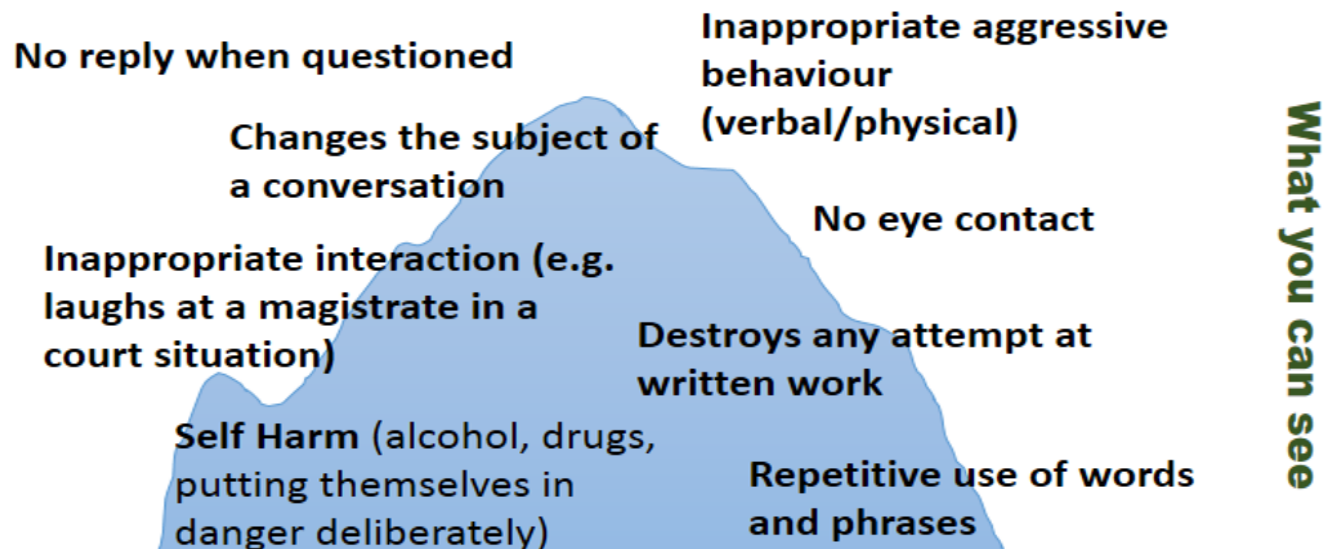 No reply when questioned
Inappropriate aggressive
behaviour
(verbal/physical)
Changes the subject of
a conversation
No eye contact
Inappropriate interaction (e.g.
laughs at a magistrate in a
court situation)
Destroys any attempt at
written work
Self Harm (alcohol, drugs,
putting themselves in
danger deliberately)
Repetitive use of words
and phrases
What you can see